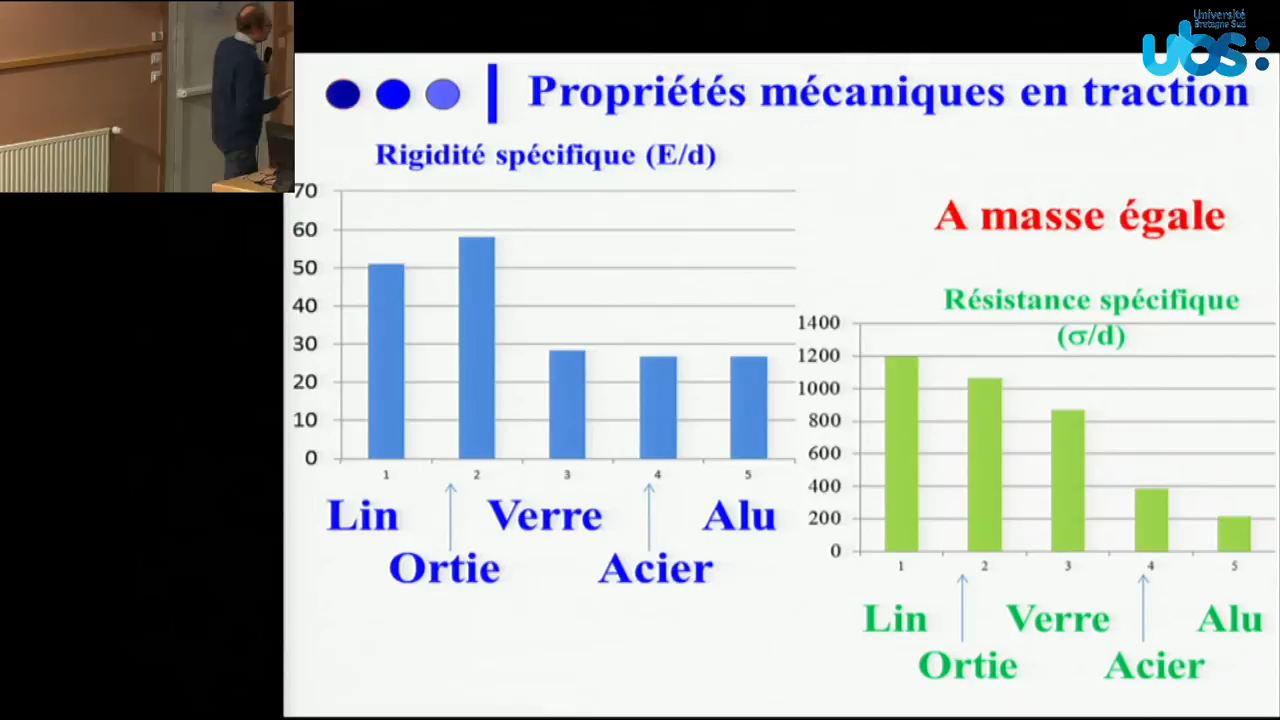 Université
Bretagne Sud
ubs:
Propriétés mécaniques en traction
Rigidité spécifique (E/d)
70
60
50
40
30
20
10
0
1 2 3 4 5
Lin Verre Alu
Ortie Acier
A masse égale
Résistance spécifique
(σ/d)
1400
1200
1000
800
600
400
200
0
1 2 3 4 5
Lin Verre Alu
Ortie Acier